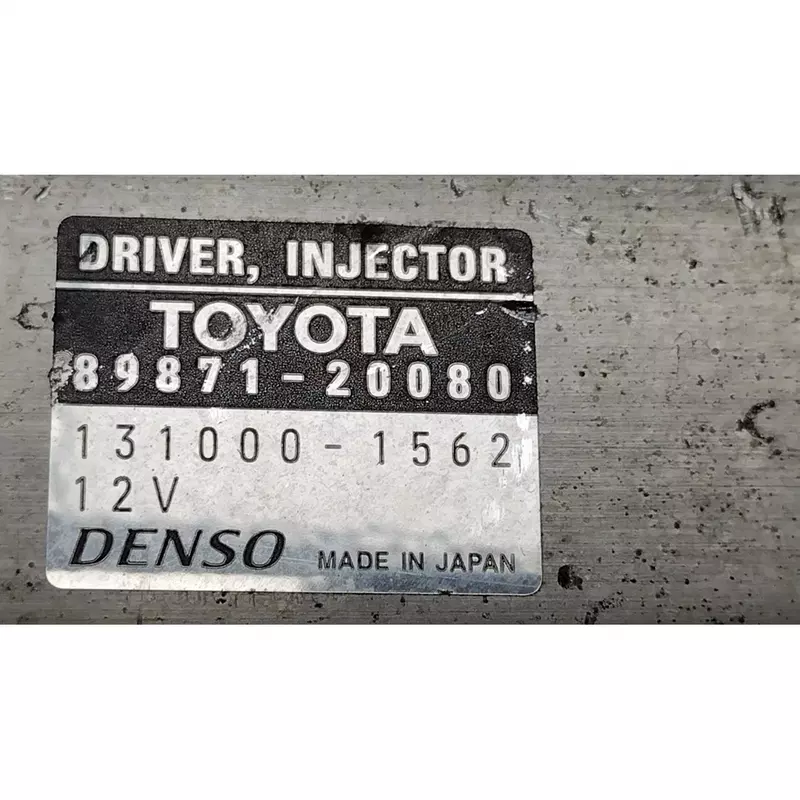 DRIVER, INJECTOR
TOYOTA
89871-20080
131000-1562
12V
DENSO MADE IN JAPAN